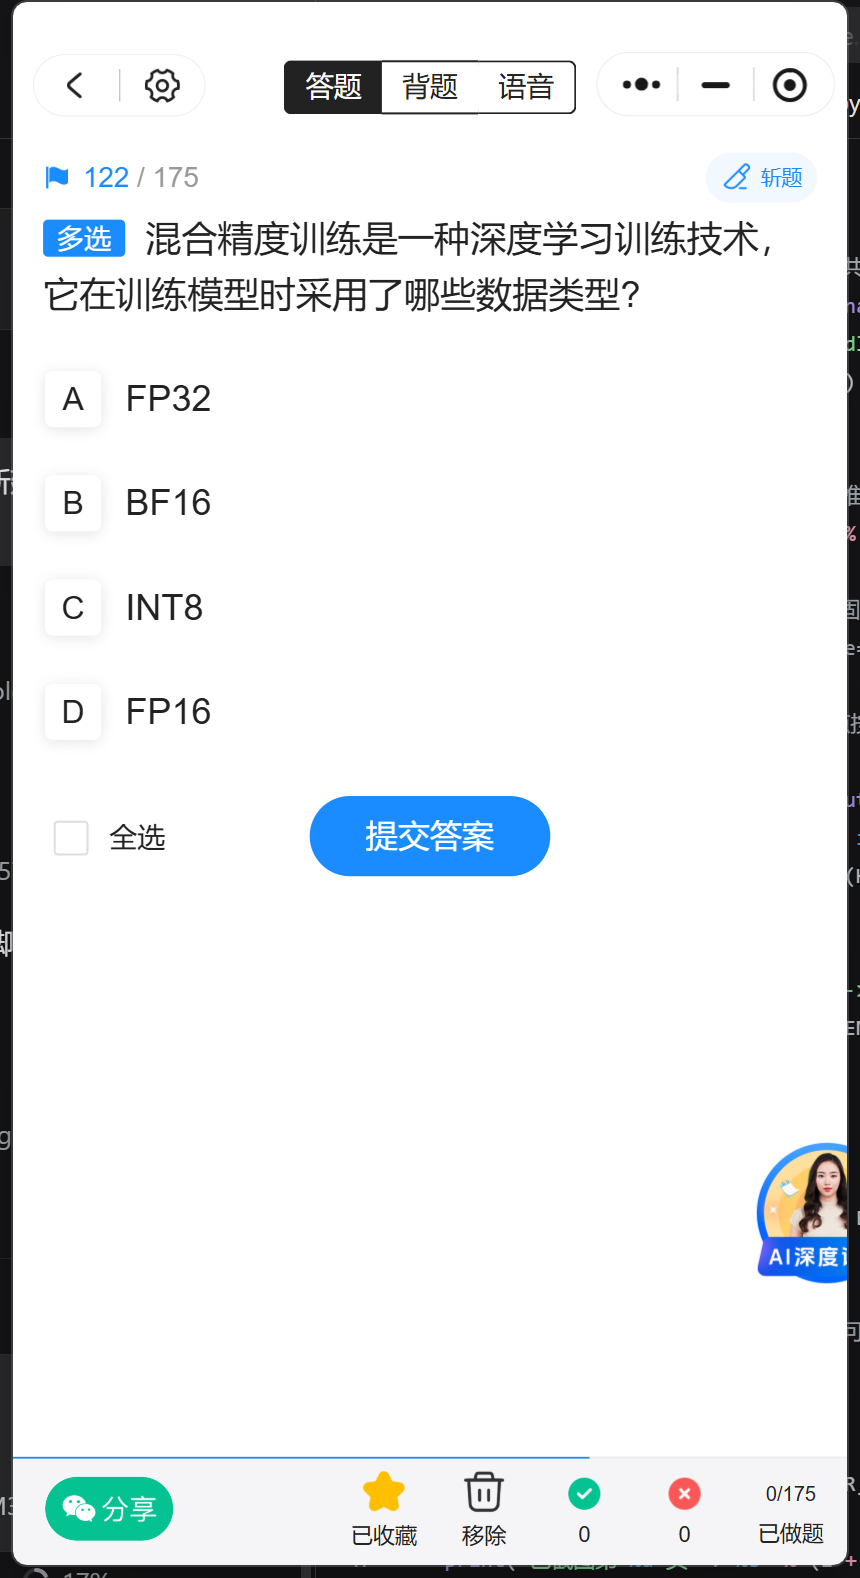 答题 背题 语音
122 / 175
斩题
多选 混合精度训练是一种深度学习训练技术，
它在训练模型时采用了哪些数据类型?
A FP32
B BF16
C INT8
D FP16
全选
提交答案
AI深度
分享
已收藏
移除
0
0
0/175
已做题